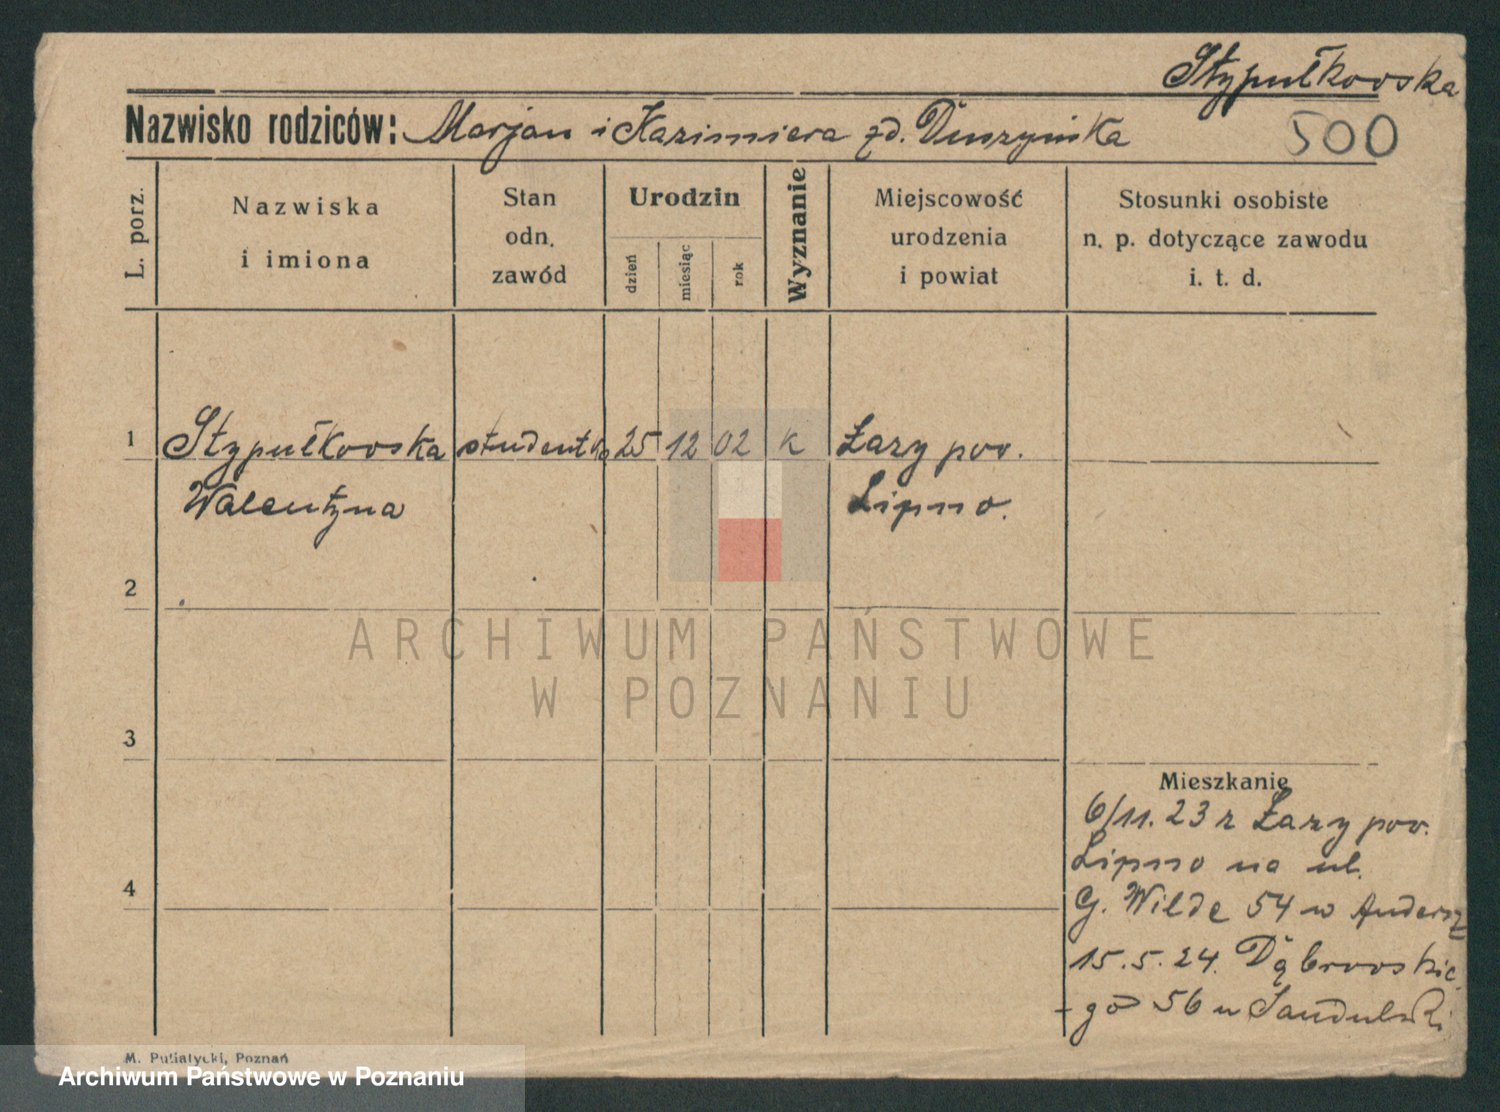 Stypułkowska
Nazwisko rodziców: Marjan i Kazimiera zd. Duszyńska
500
L. porz.
Nazwiska
i imiona
Stan
odn.
zawód
Urodzin
dzień
miesiąc
rok
Wyznanie
Miejscowość
urodzenia
i powiat
Stosunki osobiste
n. p. dotyczące zawodu
i. t. d.
1 Stypułkowska studentka 25 12 02 k Łazy pow.
Walentyna Lipno.
2
ARCHIWUM PAŃSTWOWE
W POZNANIU
3
Mieszkanie
6/11. 23 z Łazy pow.
Lipno na ul.
4
G. Wilde 54 u Andersz
15.5.24. Dąbrowskie
go 56 u
M. Putiatycki, Poznań
Archiwum Państwowe w Poznaniu